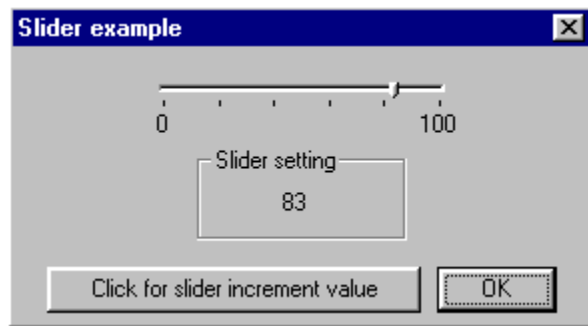 Slider example
0 100
Slider setting
83
Click for slider increment value OK